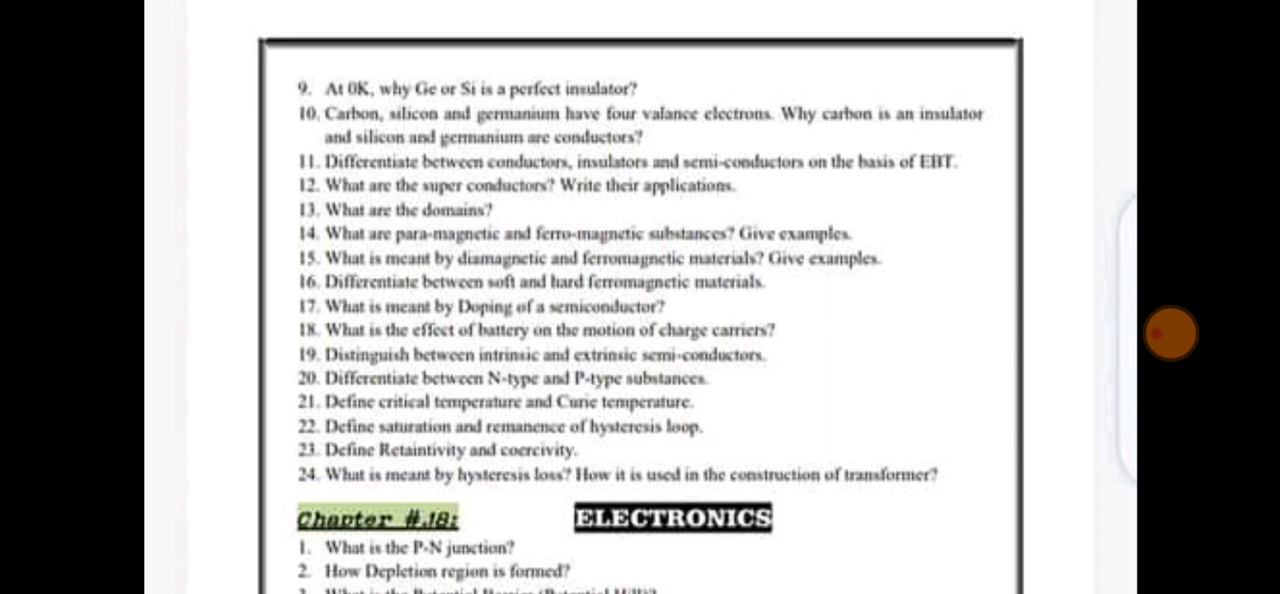 9. At 0K, why Ge or Si is a perfect insulator?
10. Carbon, silicon and germanium have four valance electrons. Why carbon is an insulator
and silicon and germanium are conductors?
11. Differentiate between conductors, insulators and semi-conductors on the basis of EBT.
12. What are the super conductors? Write their applications.
13. What are the domains?
14. What are para-magnetic and ferro-magnetic substances? Give examples.
15. What is meant by diamagnetic and ferromagnetic materials? Give examples.
16. Differentiate between soft and hard ferromagnetic materials.
17. What is meant by Doping of a semiconductor?
18. What is the effect of battery on the motion of charge carriers?
19. Distinguish between intrinsic and extrinsic semi-conductors.
20. Differentiate between N-type and P-type substances.
21. Define critical temperature and Curie temperature.
22. Define saturation and remanence of hysteresis loop.
23. Define Retaintivity and coercivity.
24. What is meant by hysteresis loss? How it is used in the construction of transformer?
Chapter #.18: ELECTRONICS
1. What is the P-N junction?
2. How Depletion region is formed?